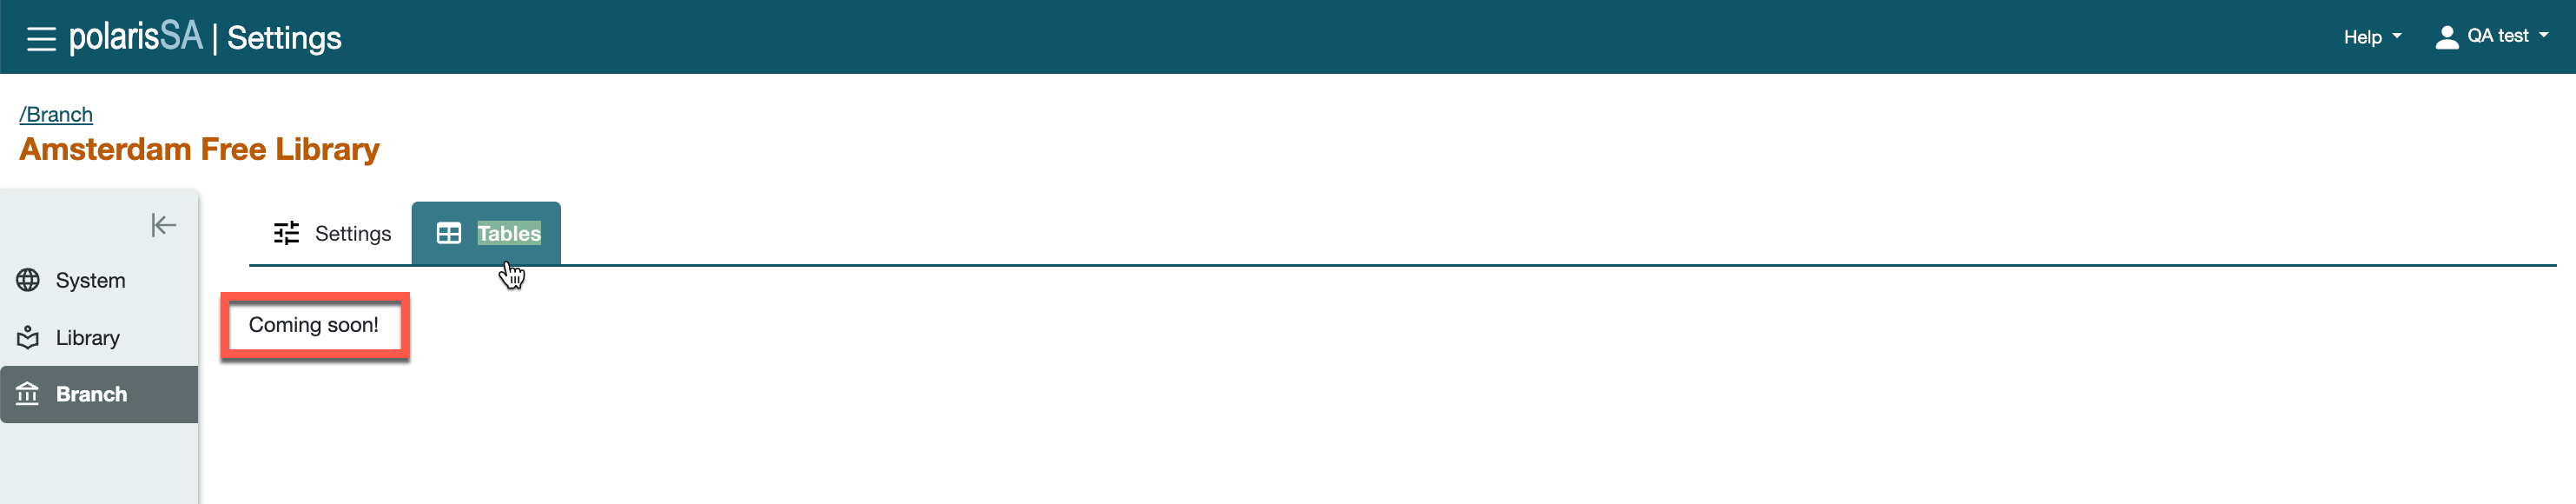 polarisSA | Settings
Help
QA test
/Branch
Amsterdam Free Library
Settings
Tables
System
Library
Branch
Coming soon!